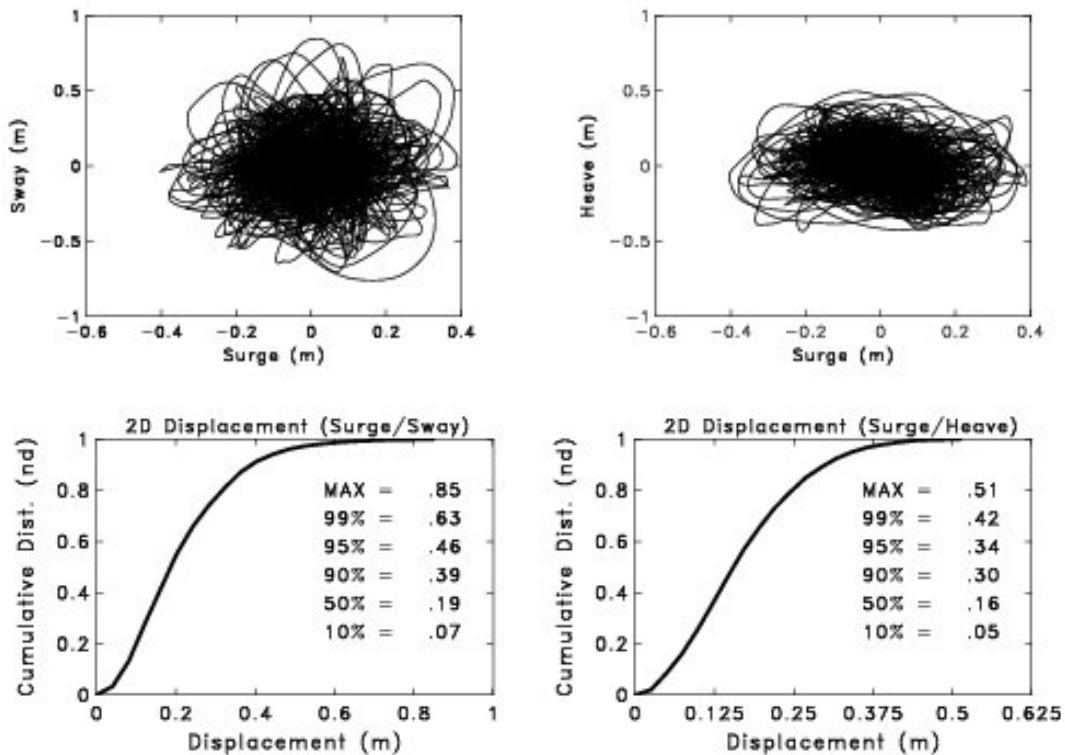 1
0.5
0
−0.5
−1
Sway (m)
−0.6 −0.4 −0.2 0 0.2 0.4
Surge (m)
1
0.5
0
−0.5
−1
Heave (m)
−0.6 −0.4 −0.2 0 0.2 0.4
Surge (m)
2D Displacement (Surge/Sway)
1
0.8
0.6
0.4
0.2
0
Cumulative Dist. (nd)
MAX = .85
99% = .63
95% = .46
90% = .39
50% = .19
10% = .07
0 0.2 0.4 0.6 0.8 1
Displacement (m)
2D Displacement (Surge/Heave)
1
0.8
0.6
0.4
0.2
0
Cumulative Dist. (nd)
MAX = .51
99% = .42
95% = .34
90% = .30
50% = .16
10% = .05
0 0.125 0.25 0.375 0.5 0.625
Displacement (m)